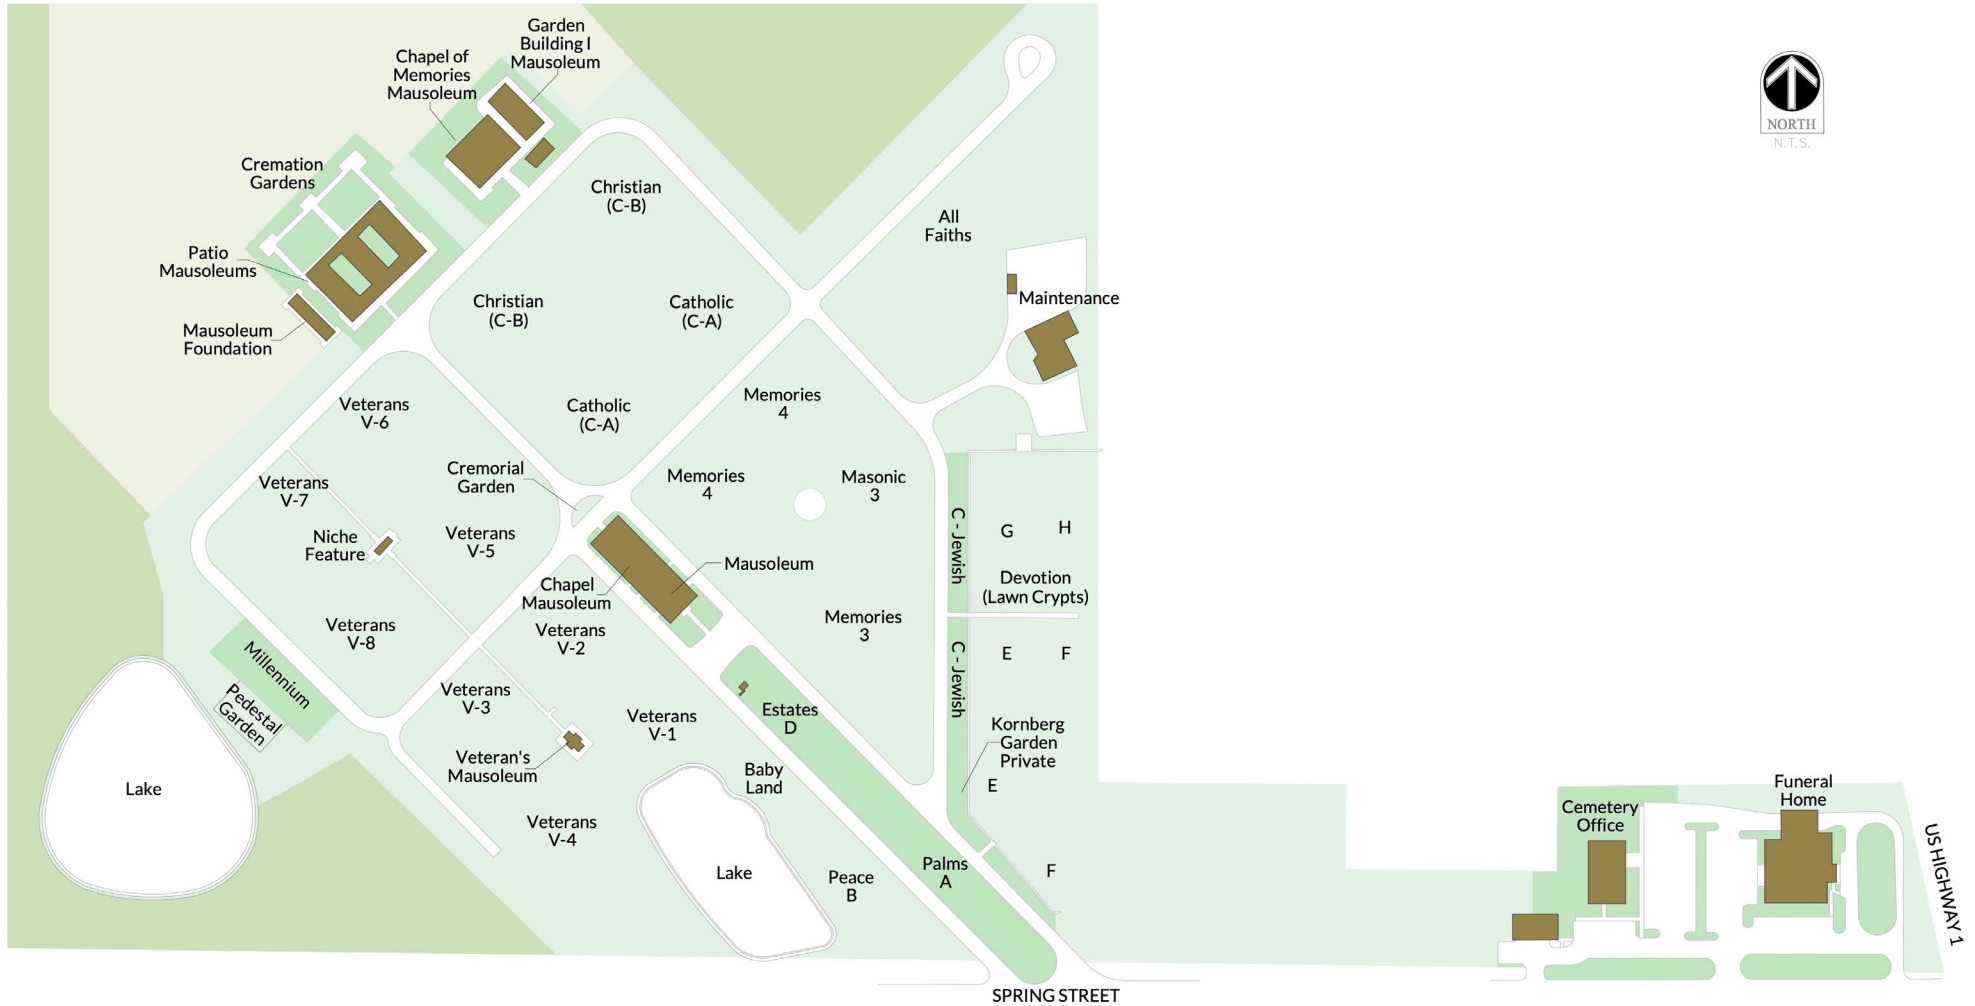 Garden
Building I
Mausoleum
Chapel of
Memories
Mausoleum
NORTH
N.T.S.
Cremation
Gardens
Christian
(C-B)
All
Faiths
Patio
Mausoleums
Maintenance
Christian
(C-B)
Catholic
(C-A)
Mausoleum
Foundation
Memories
4
Veterans
V-6
Catholic
(C-A)
Cremorial
Garden
Memories
4
Masonic
3
Veterans
V-7
C - Jewish
G
H
Niche
Feature
Veterans
V-5
Mausoleum
Chapel
Mausoleum
Devotion
(Lawn Crypts)
Veterans
V-8
Veterans
V-2
Memories
3
E
F
C - Jewish
Millennium
Pedestal
Garden
Veterans
V-3
Veterans
V-1
Estates
D
Kornberg
Garden
Private
Veteran's
Mausoleum
Baby
Land
E
Lake
Funeral
Home
Cemetery
Office
Veterans
V-4
US HIGHWAY 1
Lake
Peace
B
Palms
A
F
SPRING STREET